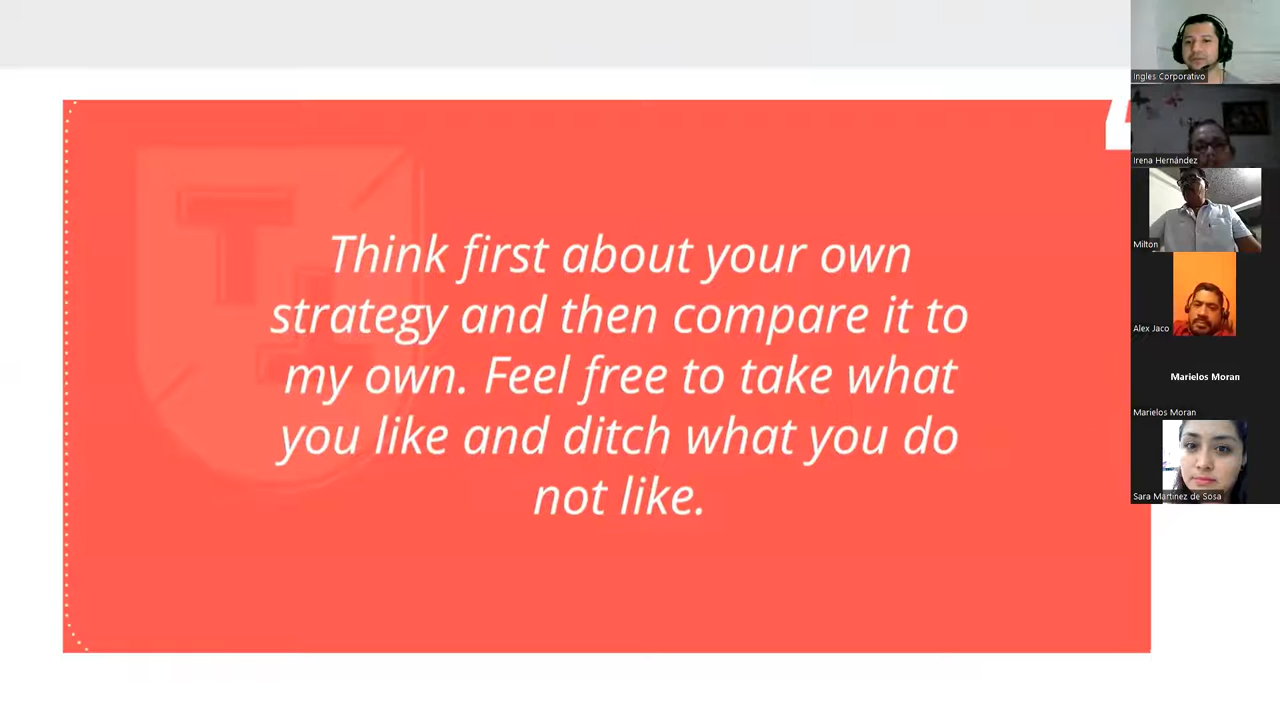 Think first about your own
strategy and then compare it to
my own. Feel free to take what
you like and ditch what you do
not like.
Ingles Corporativo
Irena Hernández
Milton
Alex Jaco
Marielos Moran
Marielos Moran
Sara Martinez de Sosa